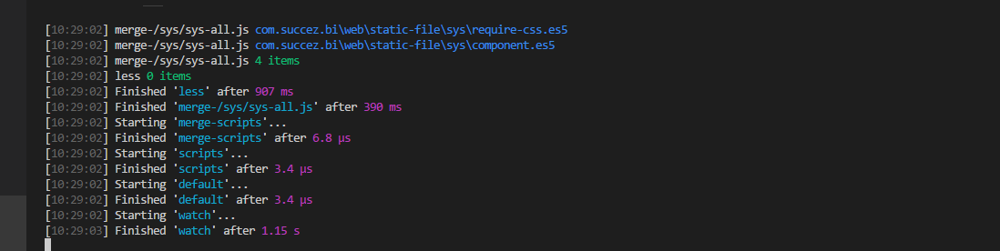 [10:29:02] merge-/sys/sys-all.js com.succez.bi\web\static-file\sys\require-css.es5
[10:29:02] merge-/sys/sys-all.js com.succez.bi\web\static-file\sys\component.es5
[10:29:02] merge-/sys/sys-all.js 4 items
[10:29:02] less 0 items
[10:29:02] Finished 'less' after 907 ms
[10:29:02] Finished 'merge-/sys/sys-all.js' after 390 ms
[10:29:02] Starting 'merge-scripts'...
[10:29:02] Finished 'merge-scripts' after 6.8 μs
[10:29:02] Starting 'scripts'...
[10:29:02] Finished 'scripts' after 3.4 μs
[10:29:02] Starting 'default'...
[10:29:02] Finished 'default' after 3.4 μs
[10:29:02] Starting 'watch'...
[10:29:03] Finished 'watch' after 1.15 s